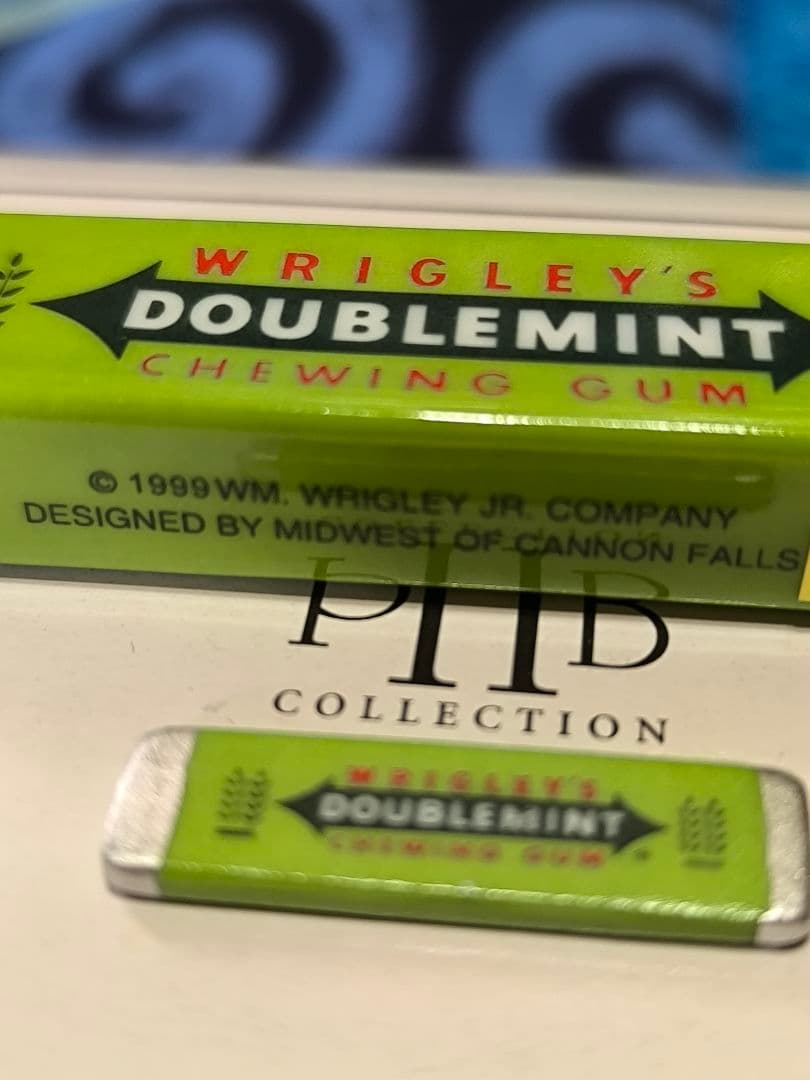 WRIGLEY'S
DOUBLEMINT
CHEWING GUM
© 1999 WM. WRIGLEY JR. COMPANY
DESIGNED BY MIDWEST OF CANNON FALLS
PHB
COLLECTION
WRIGLEY'S
DOUBLEMINT
CHEWING GUM